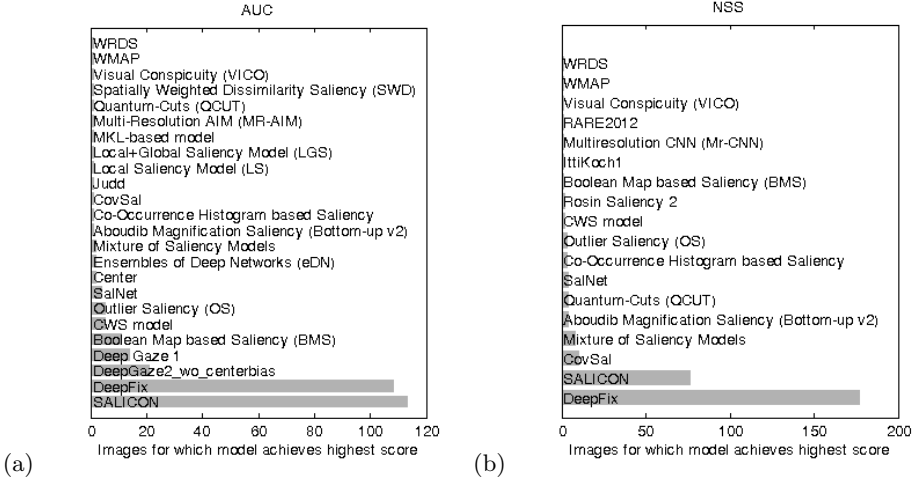 AUC
WRDS
WMAP
Visual Conspicuity (VICO)
Spatially Weighted Dissimilarity Saliency (SWD)
Quantum-Cuts (QCUT)
Multi-Resolution AIM (MR-AIM)
MKL-based model
Local+Global Saliency Model (LGS)
Local Saliency Model (LS)
Judd
CovSal
Co-Occurrence Histogram based Saliency
Aboudib Magnification Saliency (Bottom-up v2)
Mixture of Saliency Models
Ensembles of Deep Networks (eDN)
Center
SalNet
Outlier Saliency (OS)
CWS model
Boolean Map based Saliency (BMS)
Deep Gaze 1
DeepGaze2_wo_centerbias
DeepFix
SALICON
0 20 40 60 80 100 120
Images for which model achieves highest score
(a)
NSS
WRDS
WMAP
Visual Conspicuity (VICO)
RARE2012
Multiresolution CNN (Mr-CNN)
IttiKoch1
Boolean Map based Saliency (BMS)
Rosin Saliency 2
CWS model
Outlier Saliency (OS)
Co-Occurrence Histogram based Saliency
SalNet
Quantum-Cuts (QCUT)
Aboudib Magnification Saliency (Bottom-up v2)
Mixture of Saliency Models
CovSal
SALICON
DeepFix
0 50 100 150 200
Images for which model achieves highest score
(b)